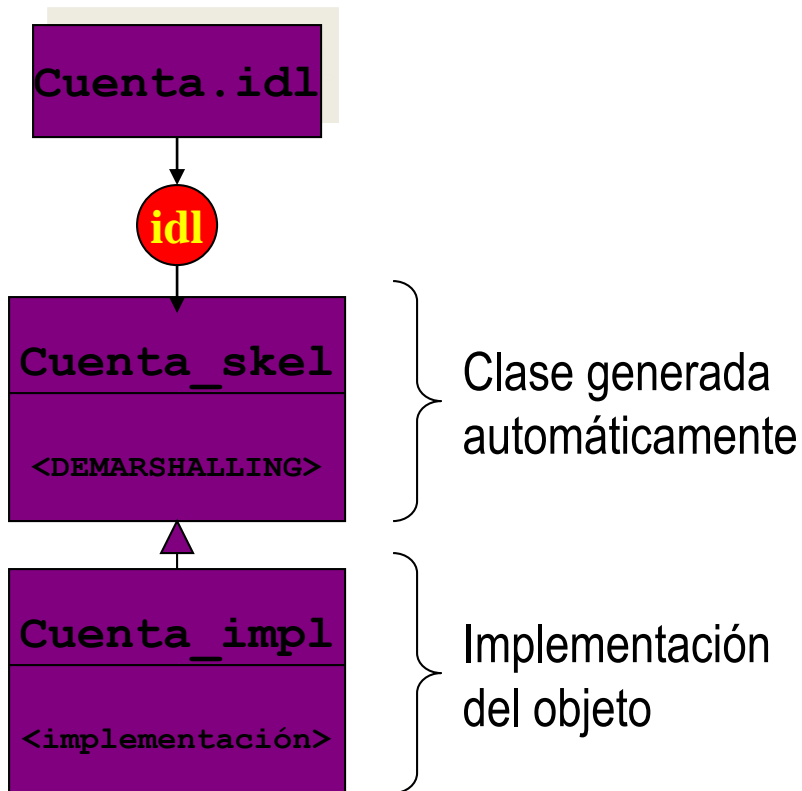 Cuenta.idl
idl
Cuenta_skel
<DEMARSHALLING>
Clase generada
automáticamente
Cuenta_impl
<implementación>
Implementación
del objeto